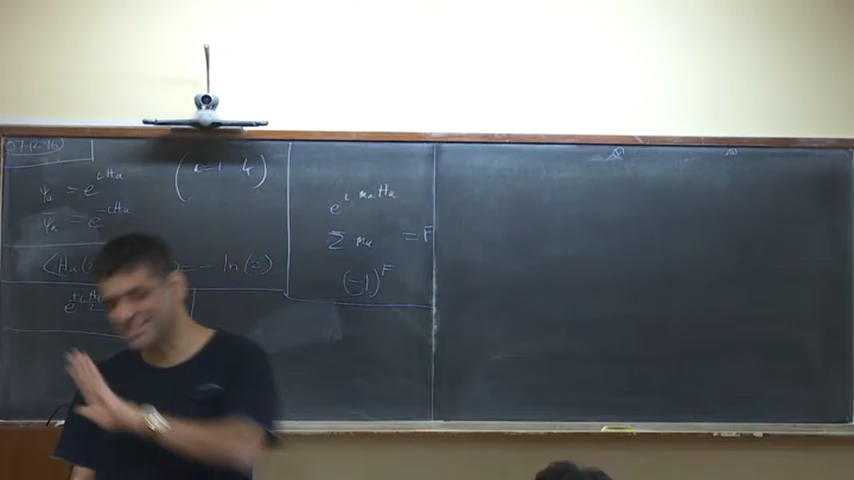 07-12-16
ψ_a = e^{iH_a}
(a=1 4)
ψ̄_a = e^{-iH_a}
<H_a(z) = - ln(z)
e
e^{i m_a H_a}
Σ m_a = F
(-1)^F